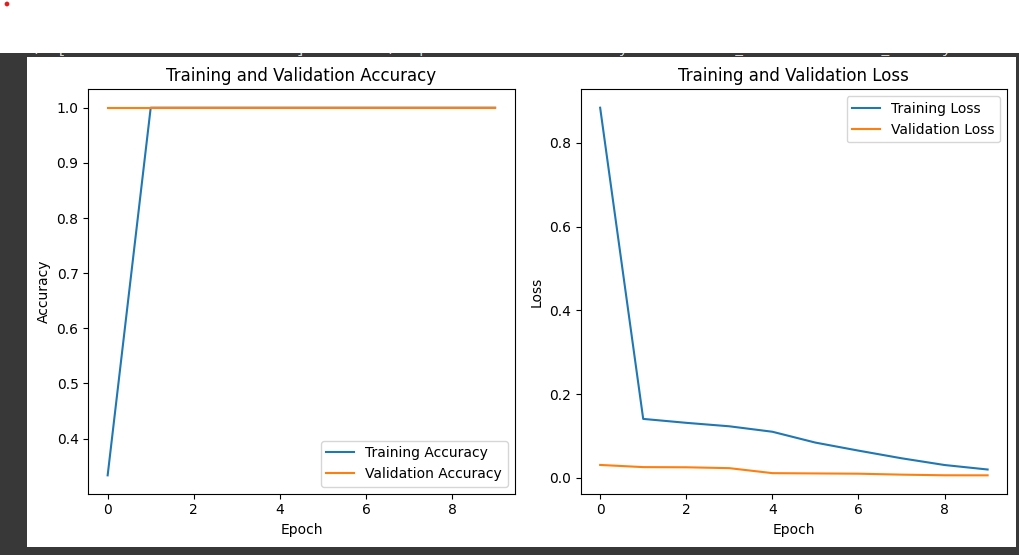 Training and Validation Accuracy
1.0
0.9
0.8
0.7
0.6
0.5
0.4
Accuracy
Training Accuracy
Validation Accuracy
0 2 4 6 8
Epoch
Training and Validation Loss
Training Loss
Validation Loss
0.8
0.6
0.4
0.2
0.0
Loss
0 2 4 6 8
Epoch